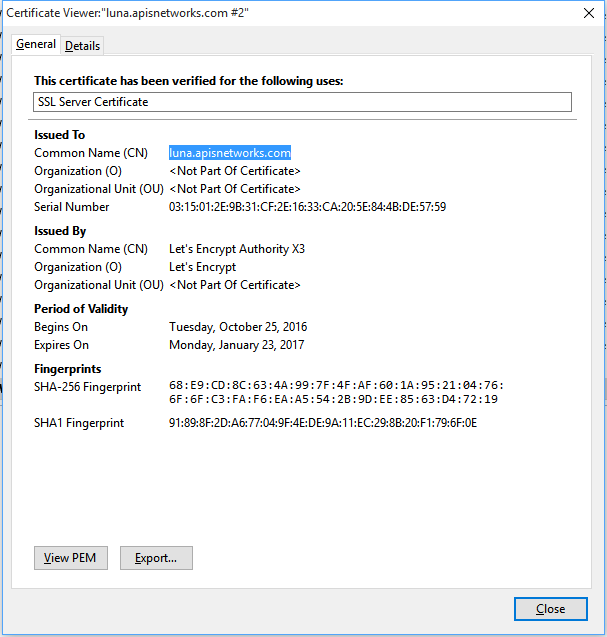 Certificate Viewer:"luna.apisnetworks.com #2"
General Details
This certificate has been verified for the following uses:
SSL Server Certificate
Issued To
Common Name (CN) luna.apisnetworks.com
Organization (O) <Not Part Of Certificate>
Organizational Unit (OU) <Not Part Of Certificate>
Serial Number 03:15:01:2E:9B:31:CF:2E:16:33:CA:20:5E:84:4B:DE:57:59
Issued By
Common Name (CN) Let's Encrypt Authority X3
Organization (O) Let's Encrypt
Organizational Unit (OU) <Not Part Of Certificate>
Period of Validity
Begins On Tuesday, October 25, 2016
Expires On Monday, January 23, 2017
Fingerprints
SHA-256 Fingerprint 68:E9:CD:8C:63:4A:99:7F:4F:AF:60:1A:95:21:04:76:
6F:6F:C3:FA:F6:EA:A5:54:2B:9D:EE:85:63:D4:72:19
SHA1 Fingerprint 91:89:8F:2D:A6:77:04:9F:4E:DE:9A:11:EC:29:8B:20:F1:79:6F:0E
View PEM Export...
Close